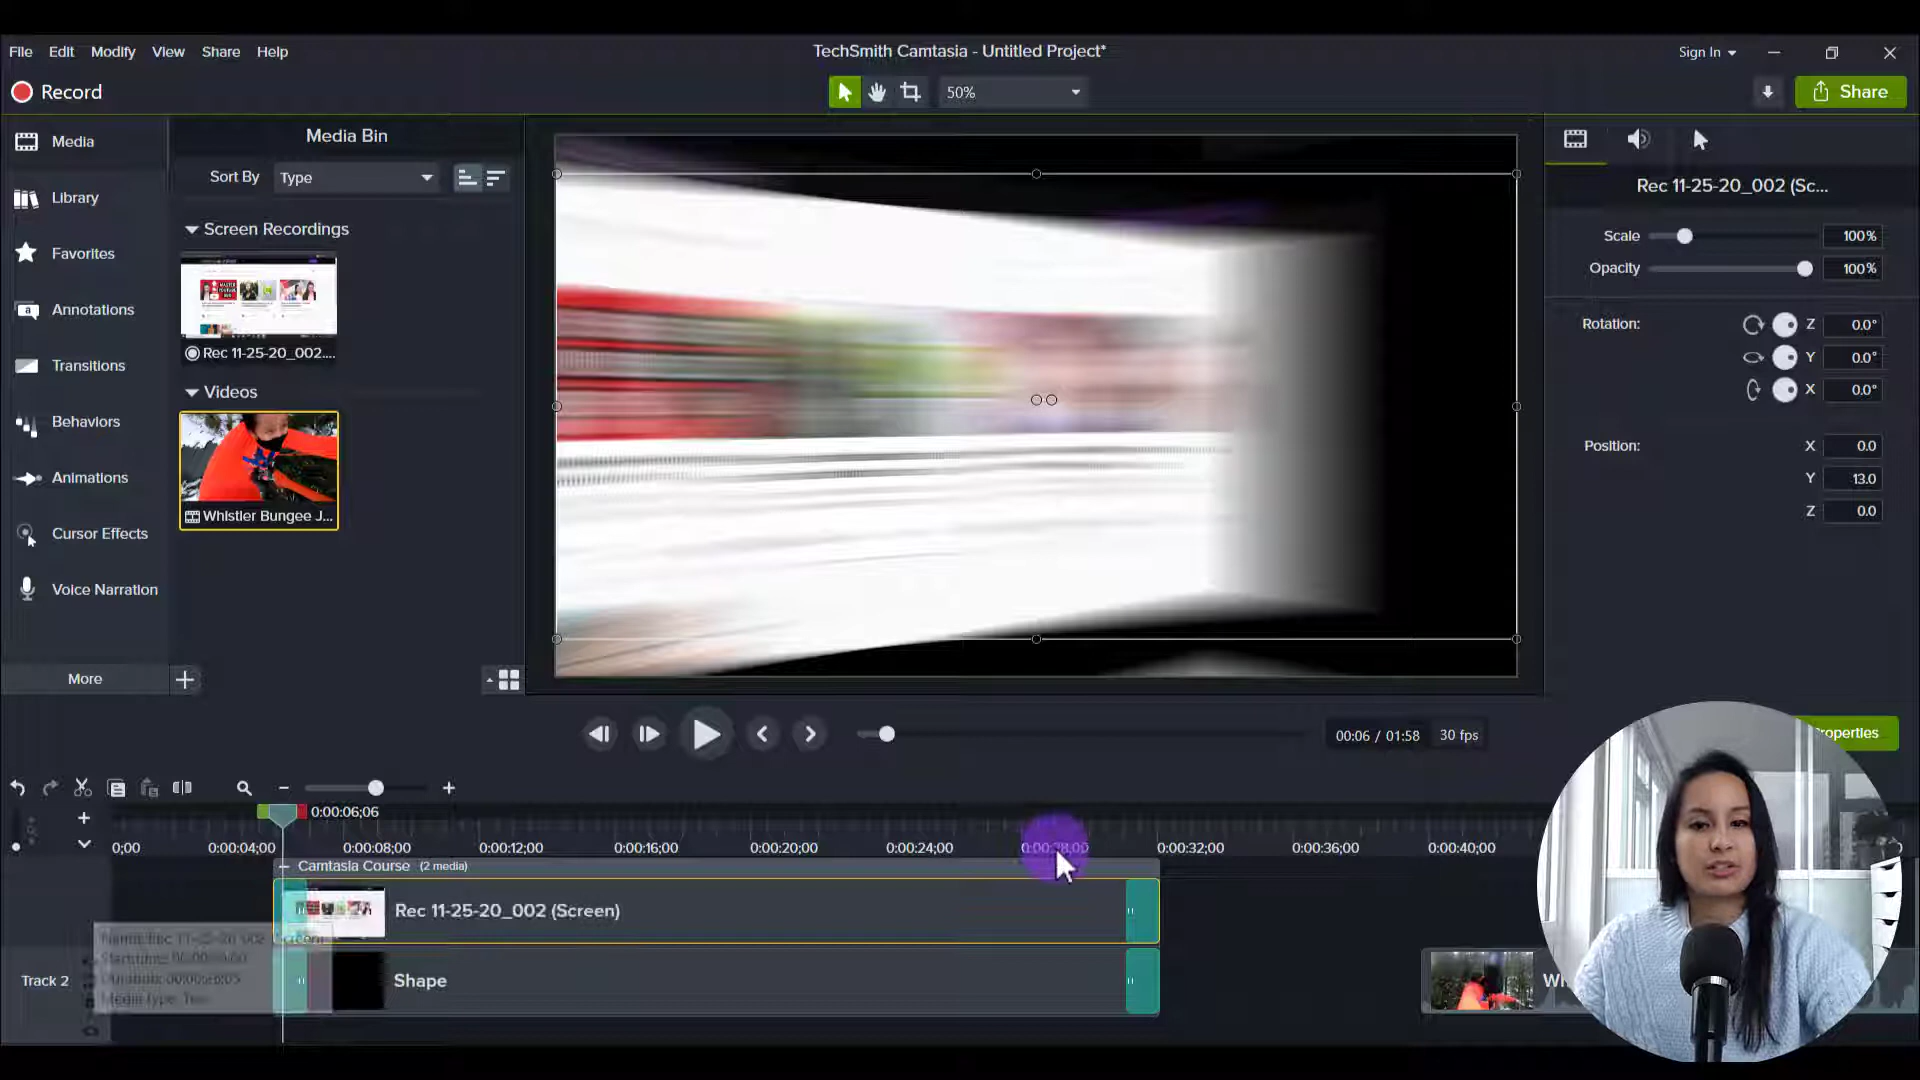 File Edit Modify View Share Help
TechSmith Camtasia - Untitled Project*
Sign In
Record
50%
Share
Media
Library
Favorites
Annotations
Transitions
Behaviors
Animations
Cursor Effects
Voice Narration
More
Media Bin
Sort By Type
Screen Recordings
Rec 11-25-20_002....
Videos
Whistler Bungee J...
Rec 11-25-20_002 (Sc...
Scale 100%
Opacity 100%
Rotation: Z 0.0°
Y 0.0°
X 0.0°
Position: X 0.0
Y 13.0
Z 0.0
00:06 / 01:58 30 fps
roperties
0:00:06;06
0;00 0:00:04;00 0:00:08;00 0:00:12;00 0:00:16;00 0:00:20;00 0:00:24;00 0:00:28;00 0:00:32;00 0:00:36;00 0:00:40;00
Camtasia Course (2 media)
Rec 11-25-20_002 (Screen)
Track 2
Shape